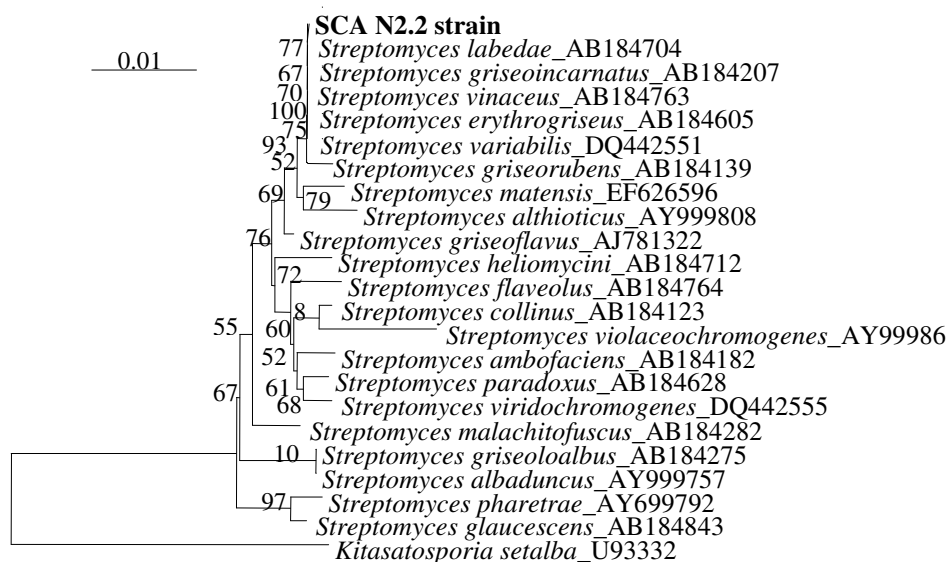 SCA N2.2 strain
77
Streptomyces labedae_AB184704
0.01
67
Streptomyces griseoincarnatus_AB184207
70
Streptomyces vinaceus_AB184763
100
Streptomyces erythrogriseus_AB184605
75
93
Streptomyces variabilis_DQ442551
52
Streptomyces griseorubens_AB184139
69
Streptomyces matensis_EF626596
79
Streptomyces althioticus_AY999808
76
Streptomyces griseoflavus_AJ781322
Streptomyces heliomycini_AB184712
72
Streptomyces flaveolus_AB184764
8
Streptomyces collinus_AB184123
55
60
Streptomyces violaceochromogenes_AY99986
52
Streptomyces ambofaciens_AB184182
67
61
Streptomyces paradoxus_AB184628
68
Streptomyces viridochromogenes_DQ442555
Streptomyces malachitofuscus_AB184282
10
Streptomyces griseoloalbus_AB184275
Streptomyces albaduncus_AY999757
97
Streptomyces pharetrae_AY699792
Streptomyces glaucescens_AB184843
Kitasatosporia setalba_U93332